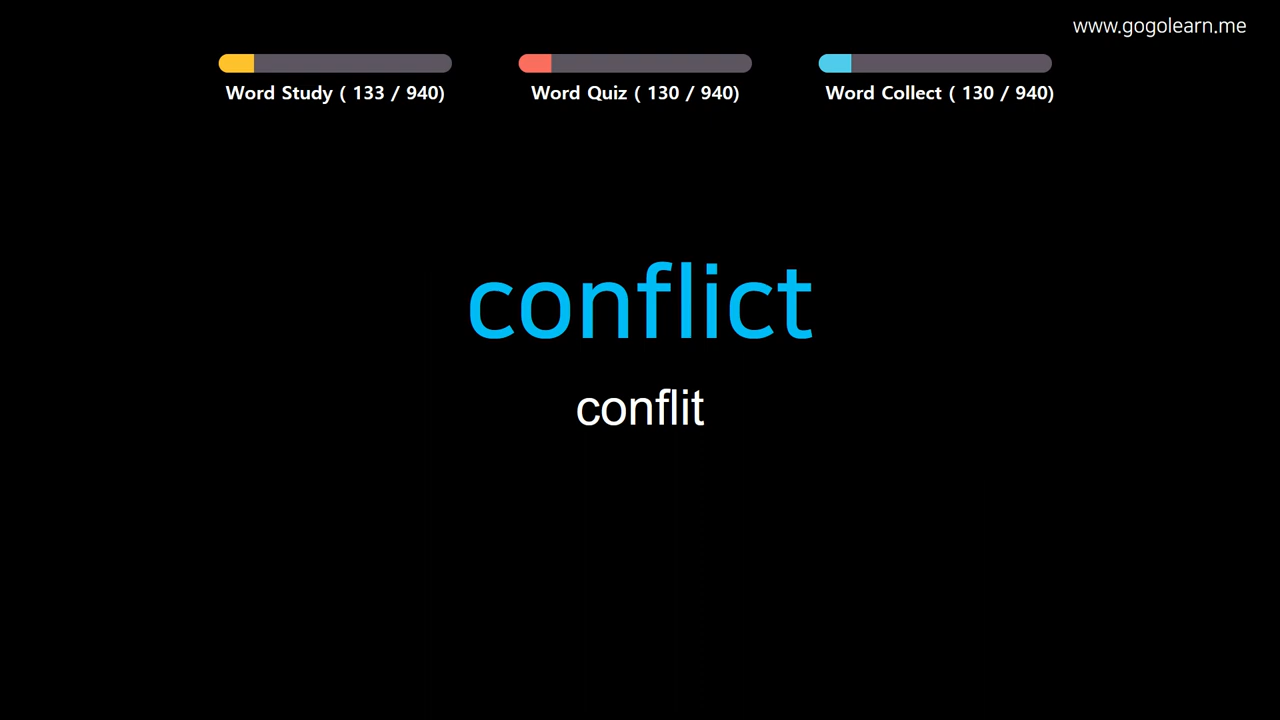 www.gogolearn.me
Word Study ( 133 / 940)
Word Quiz ( 130 / 940)
Word Collect ( 130 / 940)
conflict
conflit